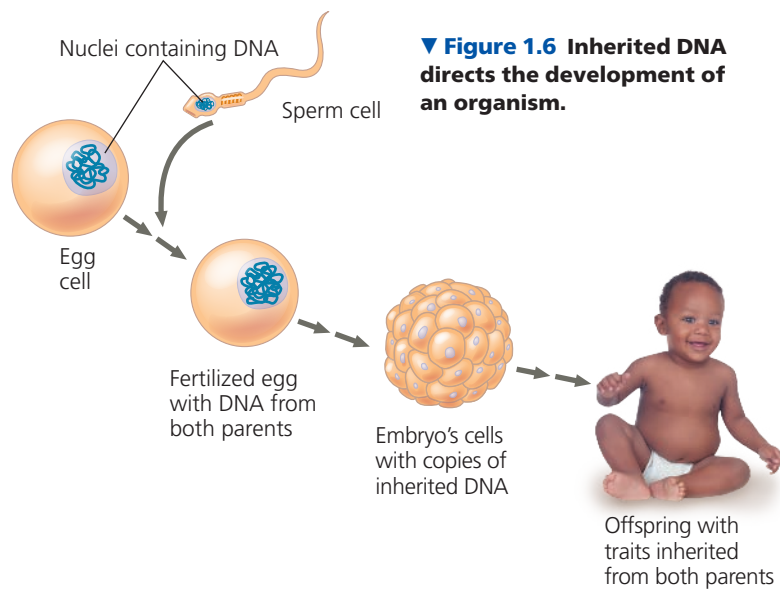 Nuclei containing DNA
▼ Figure 1.6 Inherited DNA
directs the development of
an organism.
Sperm cell
Egg
cell
Fertilized egg
with DNA from
both parents
Embryo's cells
with copies of
inherited DNA
Offspring with
traits inherited
from both parents